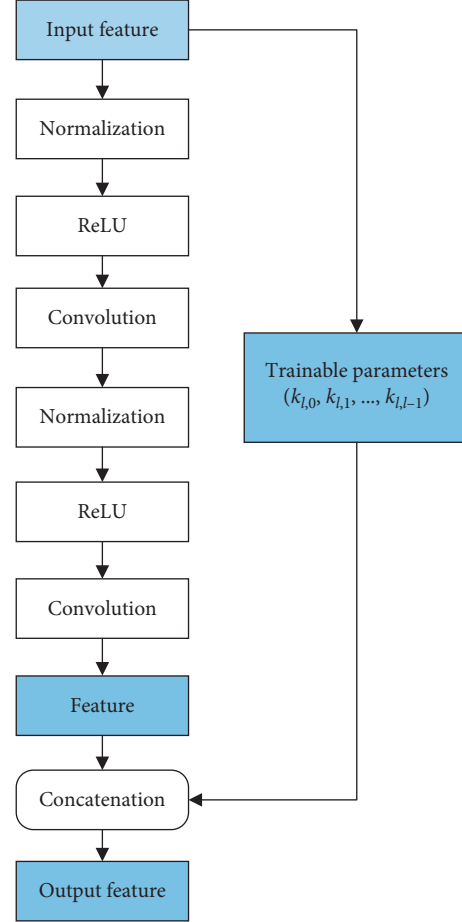 Input feature
Normalization
ReLU
Convolution
Normalization
ReLU
Convolution
Feature
Concatenation
Output feature
Trainable parameters
(k_{l,0}, k_{l,1}, ..., k_{l,l–1})